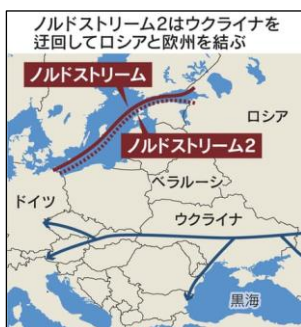 ノルドストリーム2はウクライナを
迂回してロシアと欧州を結ぶ
ノルドストリーム
ロシア
ノルドストリーム2
ベラルーシ
ドイツ
ウクライナ
黒海